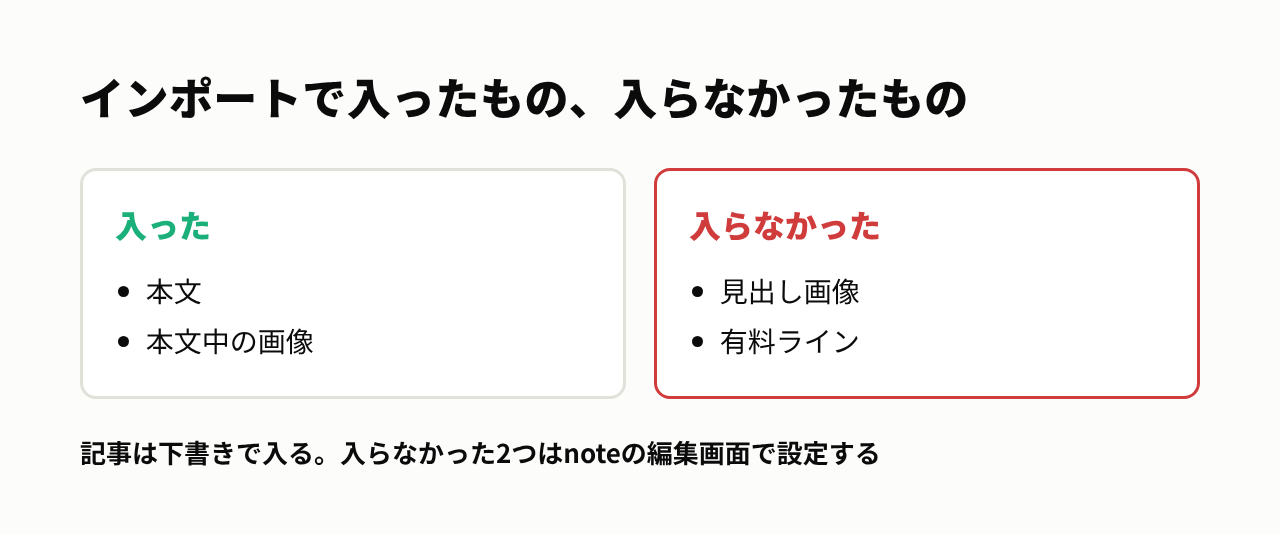 インポートで入ったもの、入らなかったもの
入った
本文
本文中の画像
入らなかった
見出し画像
有料ライン
記事は下書きで入る。入らなかった2つはnoteの編集画面で設定する